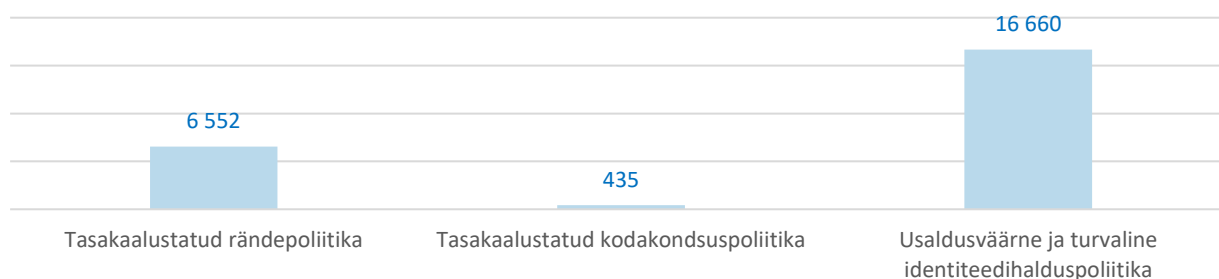 16 660
6 552
435
Tasakaalustatud rändepoliitika
Tasakaalustatud kodakondsuspoliitika
Usaldusväärne ja turvaline
identiteedihalduspoliitika